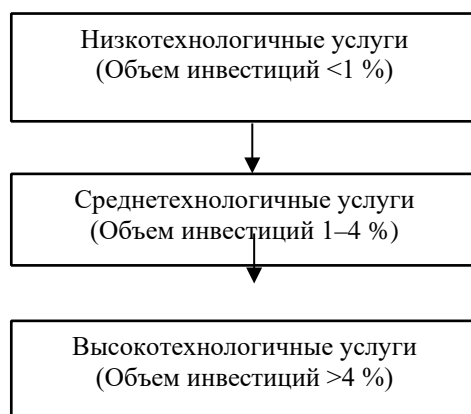 Низкотехнологичные услуги
(Объем инвестиций <1 %)
Среднетехнологичные услуги
(Объем инвестиций 1–4 %)
Высокотехнологичные услуги
(Объем инвестиций >4 %)